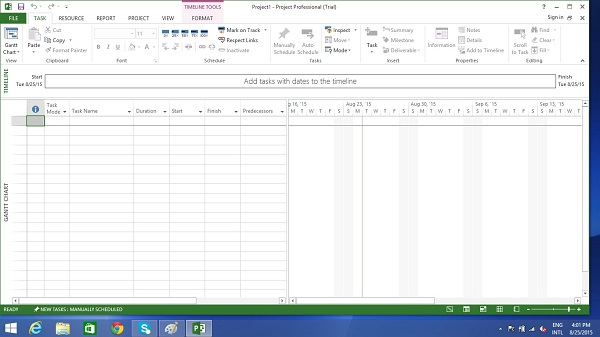 TIMELINE TOOLS
Project1 - Project Professional (Trial)
FILE TASK RESOURCE REPORT PROJECT VIEW FORMAT
Sign in
Gantt Chart
View
Paste
Cut
Copy
Format Painter
Clipboard
11
B I U
Font
Mark on Track
Respect Links
Inactivate
Schedule
Manually Schedule
Auto Schedule
Inspect
Move
Mode
Tasks
Task
Summary
Milestone
Deliverable
Insert
Information
Notes
Details
Add to Timeline
Properties
Scroll to Task
Find
Clear
Fill
Editing
TIMELINE
Start
Tue 8/25/15
Add tasks with dates to the timeline
Finish
Tue 8/25/15
Task Mode Task Name Duration Start Finish Predecessors
g 16, '15 Aug 23, '15 Aug 30, '15 Sep 6, '15 Sep 13, '15
M T W T F S S M T W T F S S M T W T F S S M T W T F S S M T W T F S S M T
GANTT CHART
READY NEW TASKS : MANUALLY SCHEDULED
ENG
INTL
4:01 PM
8/25/2015